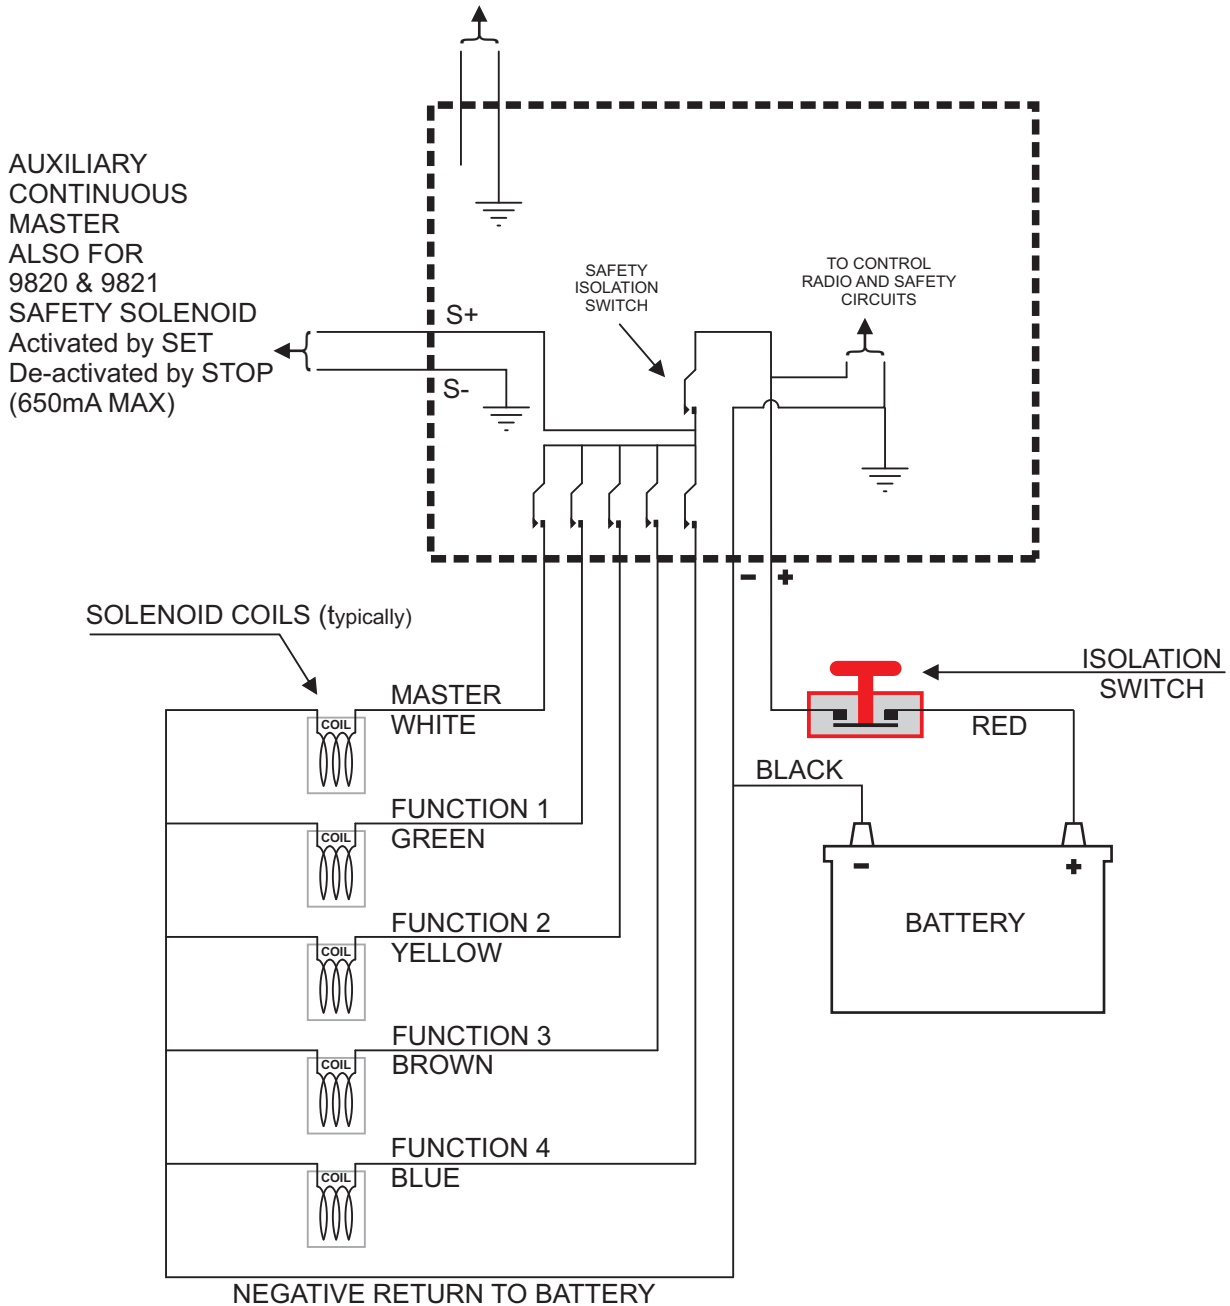 AUXILIARY
CONTINUOUS
MASTER
ALSO FOR
9820 & 9821
SAFETY SOLENOID
Activated by SET
De-activated by STOP
(650mA MAX)
S+
S-
SAFETY
ISOLATION
SWITCH
TO CONTROL
RADIO AND SAFETY
CIRCUITS
- +
SOLENOID COILS (typically)
ISOLATION
SWITCH
MASTER
WHITE
COIL
RED
BLACK
FUNCTION 1
GREEN
COIL
- +
BATTERY
FUNCTION 2
YELLOW
COIL
FUNCTION 3
BROWN
COIL
FUNCTION 4
BLUE
COIL
NEGATIVE RETURN TO BATTERY